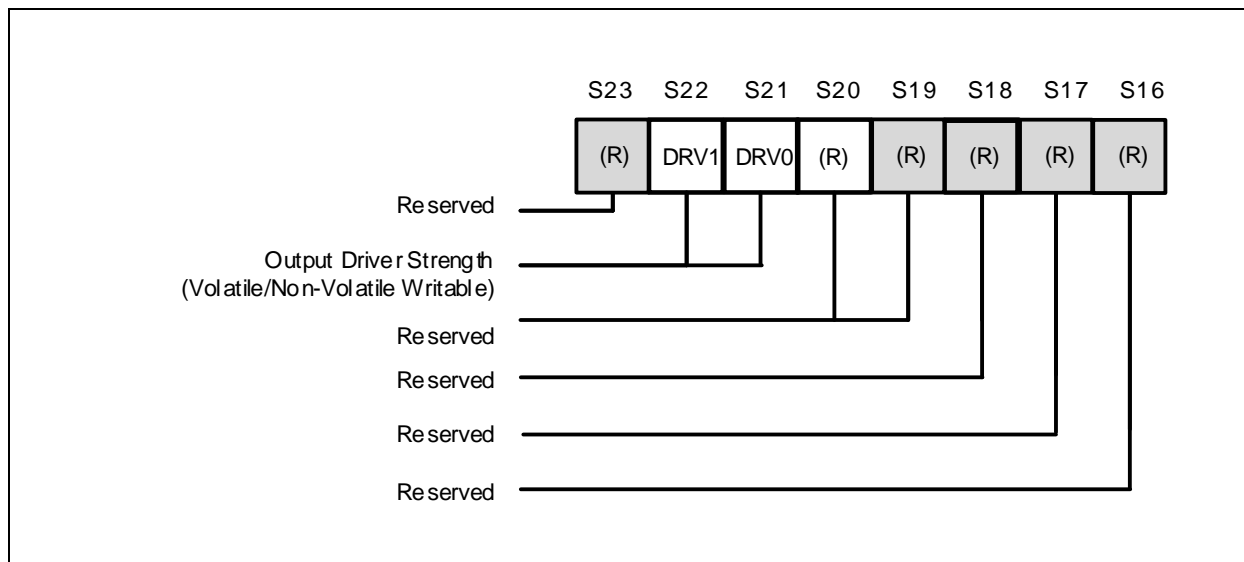 S23 S22 S21 S20 S19 S18 S17 S16
(R) DRV1 DRV0 (R) (R) (R) (R) (R)
Reserved
Output Driver Strength
(Volatile/Non-Volatile Writable)
Reserved
Reserved
Reserved
Reserved